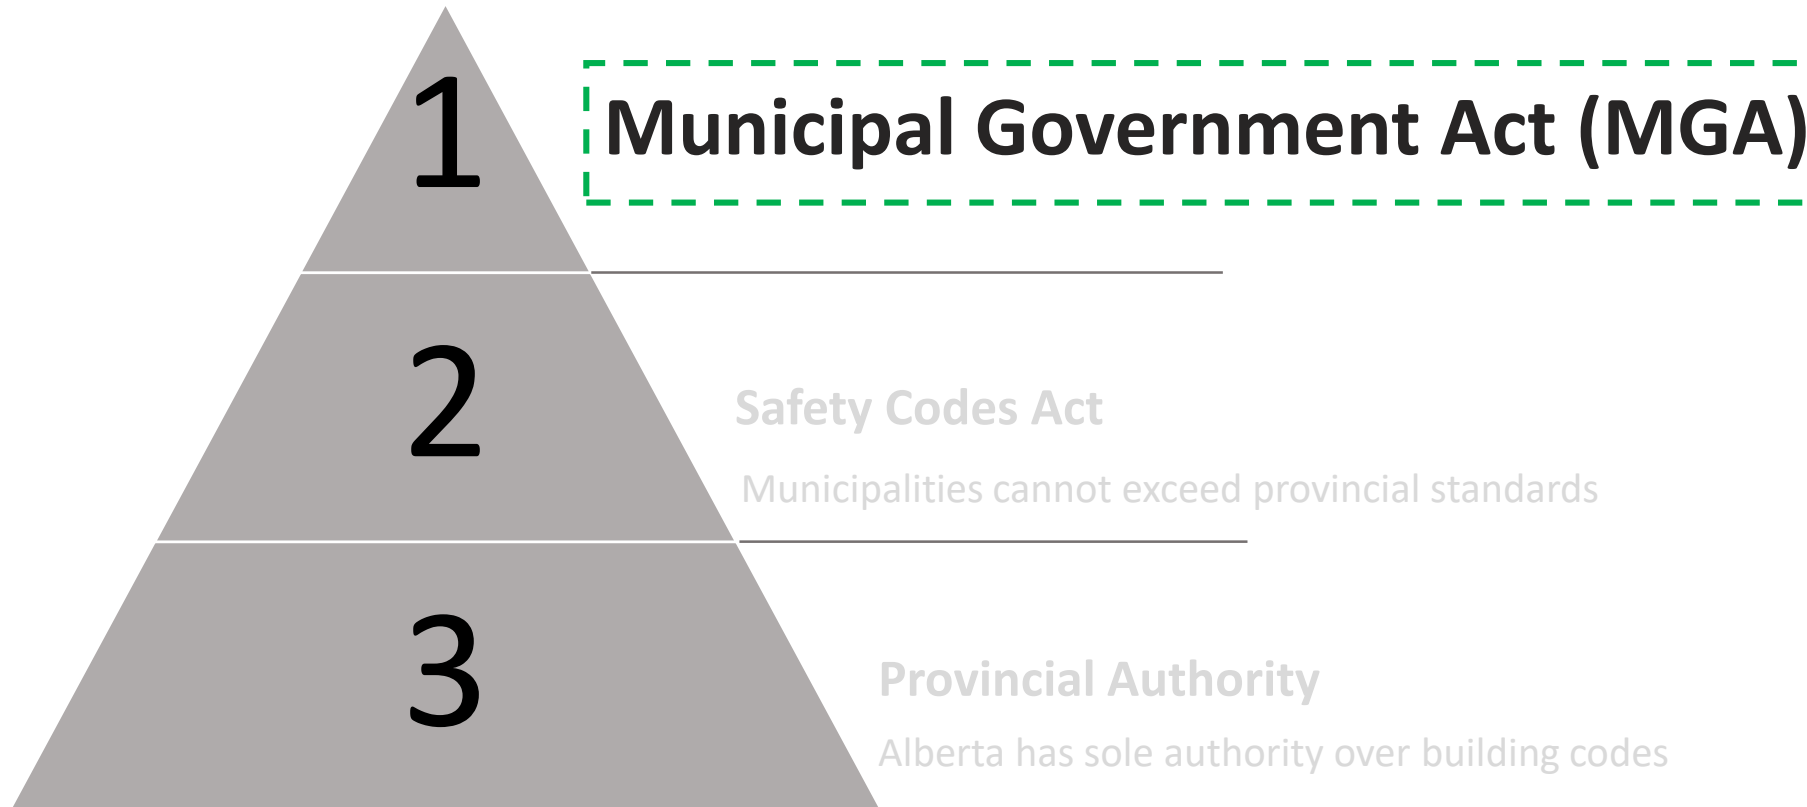 1
Municipal Government Act (MGA)
2
Safety Codes Act
Municipalities cannot exceed provincial standards
3
Provincial Authority
Alberta has sole authority over building codes